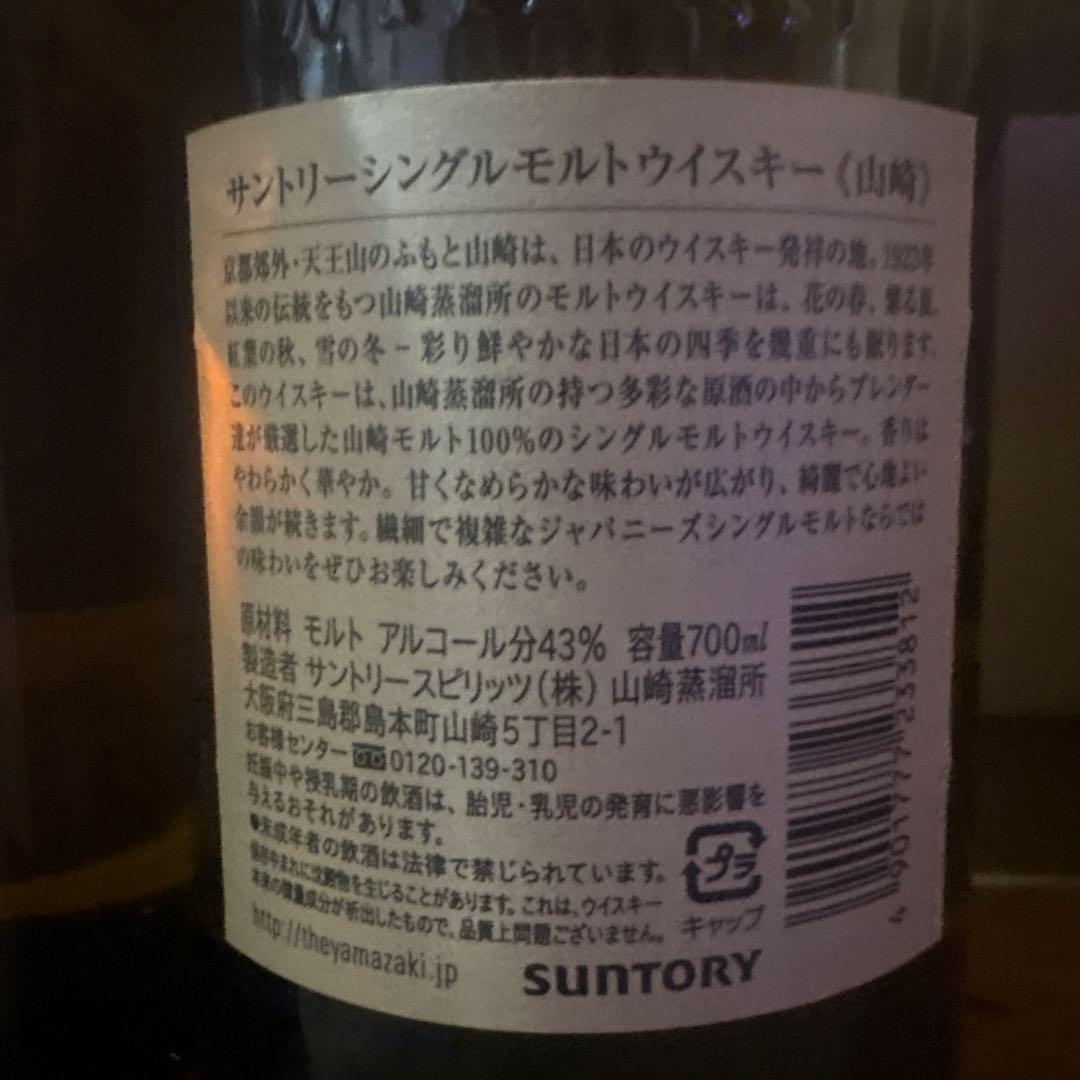 サントリーシングルモルトウイスキー《山崎》
京都郊外・天王山のふもと山崎は、日本のウイスキー発祥の地。1923年
以来の伝統をもつ山崎蒸溜所のモルトウイスキーは、花の春、翠る夏、
紅葉の秋、雪の冬－彩り鮮やかな日本の四季を幾重にも眠ります。
このウイスキーは、山崎蒸溜所の持つ多彩な原酒の中からブレンダー
達が厳選した山崎モルト100%のシングルモルトウイスキー。香りは
やわらかく華やか。甘くなめらかな味わいが広がり、綺麗で心地よい
余韻が続きます。繊細で複雑なジャパニーズシングルモルトならでは
の味わいをぜひお楽しみください。
原材料 モルト アルコール分43% 容量700ml
製造者 サントリースピリッツ(株) 山崎蒸溜所
大阪府三島郡島本町山崎5丁目2-1
お客様センター 0120-139-310
妊娠中や授乳期の飲酒は、胎児・乳児の発育に悪影響を
与えるおそれがあります。
●未成年者の飲酒は法律で禁じられています。
保存中まれに沈殿物を生じることがあります。これは、ウイスキー
本来の微量成分が析出したもので、品質上問題ございません。
http://theyamazaki.jp
プラ
キャップ
SUNTORY
4 901777 233812